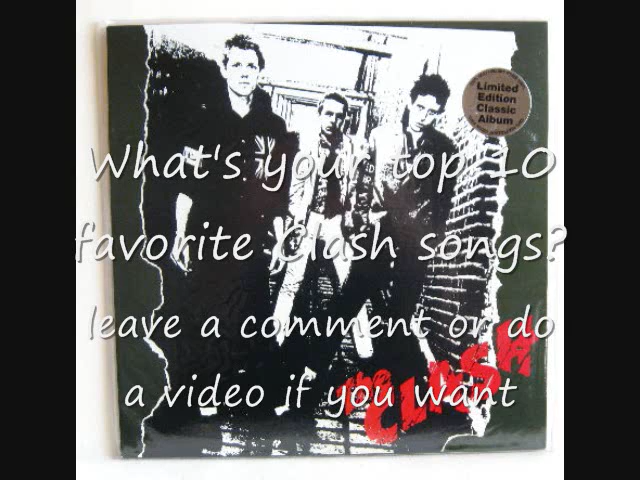 Limited
Edition
Classic
Album
What's your top 10
favorite Clash songs?
leave a comment or do
a video if you want
The
CLASH